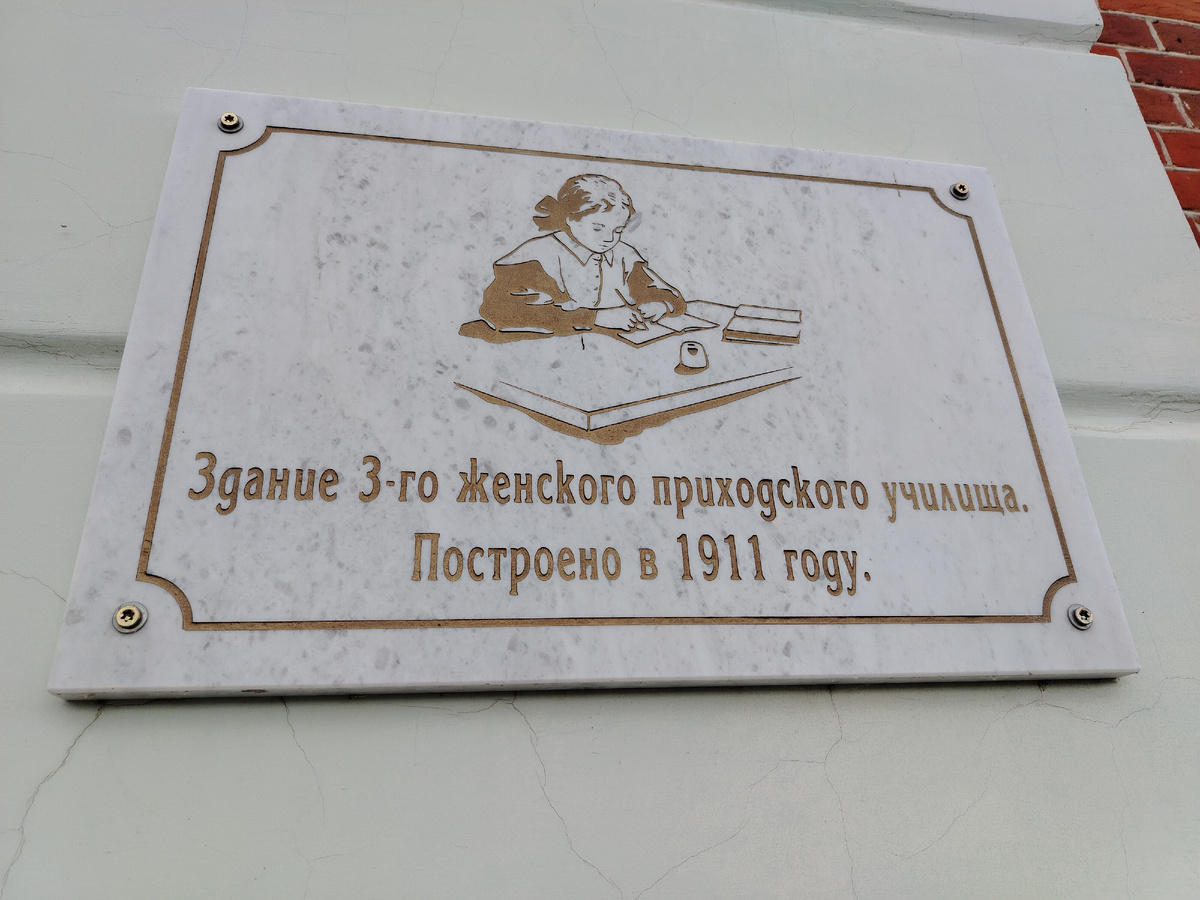 Здание 3-го женского приходского училища.
Построено в 1911 году.